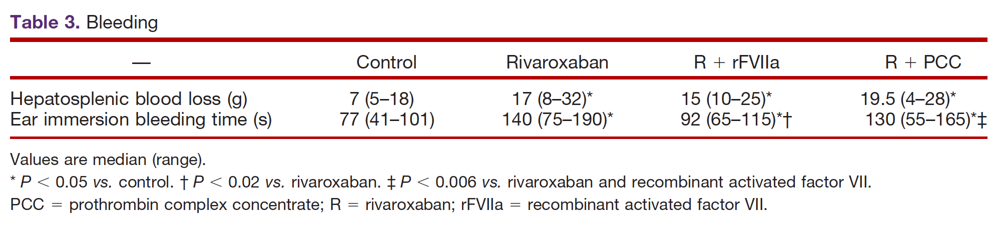 Table 3. Bleeding
— Control Rivaroxaban R + rFVIIa R + PCC
Hepatosplenic blood loss (g) 7 (5–18) 17 (8–32)* 15 (10–25)* 19.5 (4–28)*
Ear immersion bleeding time (s) 77 (41–101) 140 (75–190)* 92 (65–115)*† 130 (55–165)*‡
Values are median (range).
* P < 0.05 vs. control. † P < 0.02 vs. rivaroxaban. ‡ P < 0.006 vs. rivaroxaban and recombinant activated factor VII.
PCC = prothrombin complex concentrate; R = rivaroxaban; rFVIIa = recombinant activated factor VII.